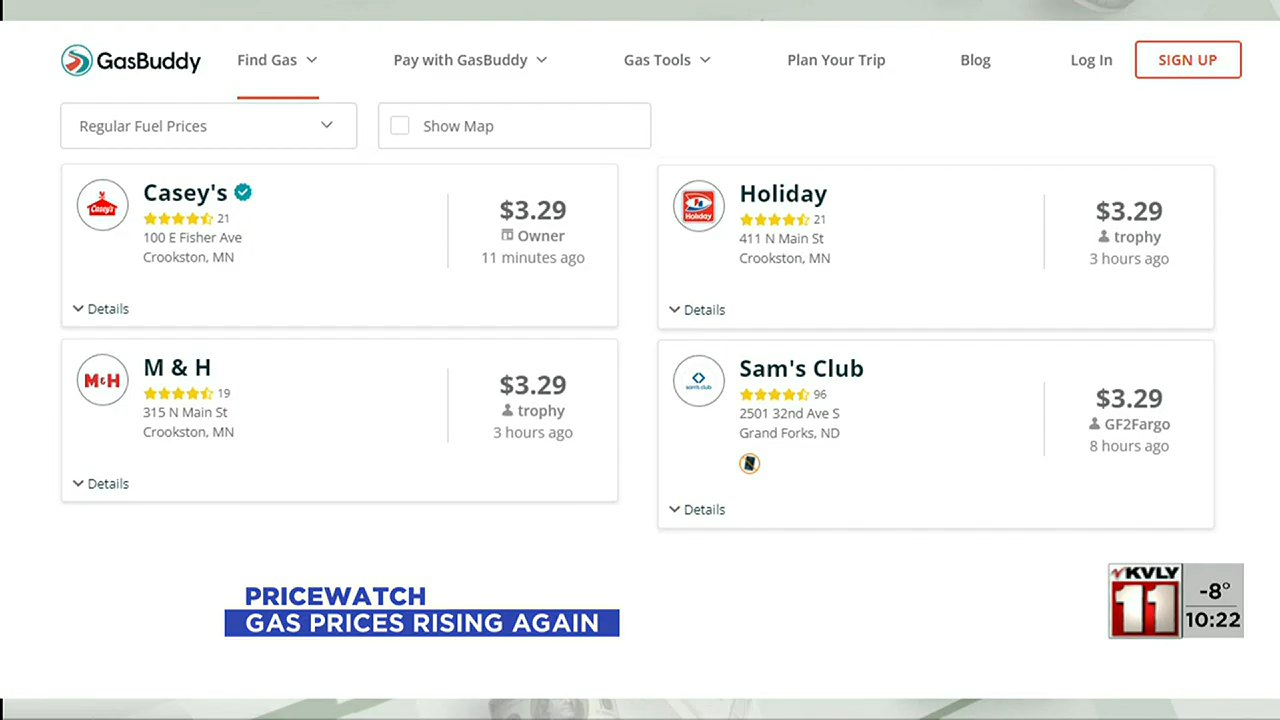 GasBuddy
Find Gas
Pay with GasBuddy
Gas Tools
Plan Your Trip
Blog
Log In
SIGN UP
Regular Fuel Prices
Show Map
Casey's
Casey's
21
100 E Fisher Ave
Crookston, MN
$3.29
Owner
11 minutes ago
Details
Holiday
Holiday
21
411 N Main St
Crookston, MN
$3.29
trophy
3 hours ago
Details
M&H
M & H
19
315 N Main St
Crookston, MN
$3.29
trophy
3 hours ago
Details
sam's club
Sam's Club
96
2501 32nd Ave S
Grand Forks, ND
$3.29
GF2Fargo
8 hours ago
Details
PRICEWATCH
GAS PRICES RISING AGAIN
KVLY
11
-8°
10:22